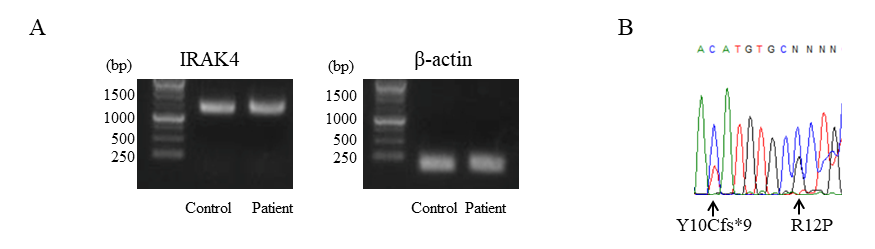 A
B
IRAK4
β-actin
(bp)
(bp)
1500
1000
500
250
1500
1000
500
250
Control Patient
Control Patient
A C A T G T G C N N N N
Y10Cfs*9 R12P